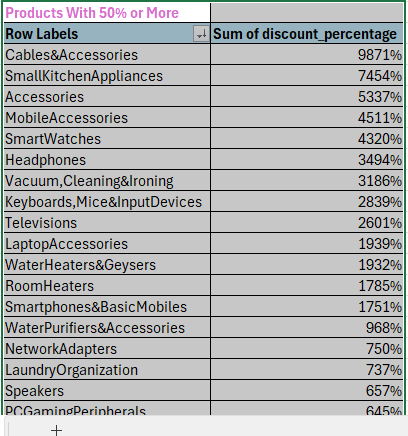 Products With 50% or More
Row Labels Sum of discount_percentage
Cables&Accessories 9871%
SmallKitchenAppliances 7454%
Accessories 5337%
MobileAccessories 4511%
SmartWatches 4320%
Headphones 3494%
Vacuum,Cleaning&Ironing 3186%
Keyboards,Mice&InputDevices 2839%
Televisions 2601%
LaptopAccessories 1939%
WaterHeaters&Geysers 1932%
RoomHeaters 1785%
Smartphones&BasicMobiles 1751%
WaterPurifiers&Accessories 968%
NetworkAdapters 750%
LaundryOrganization 737%
Speakers 657%
PCGamingPeripherals 645%